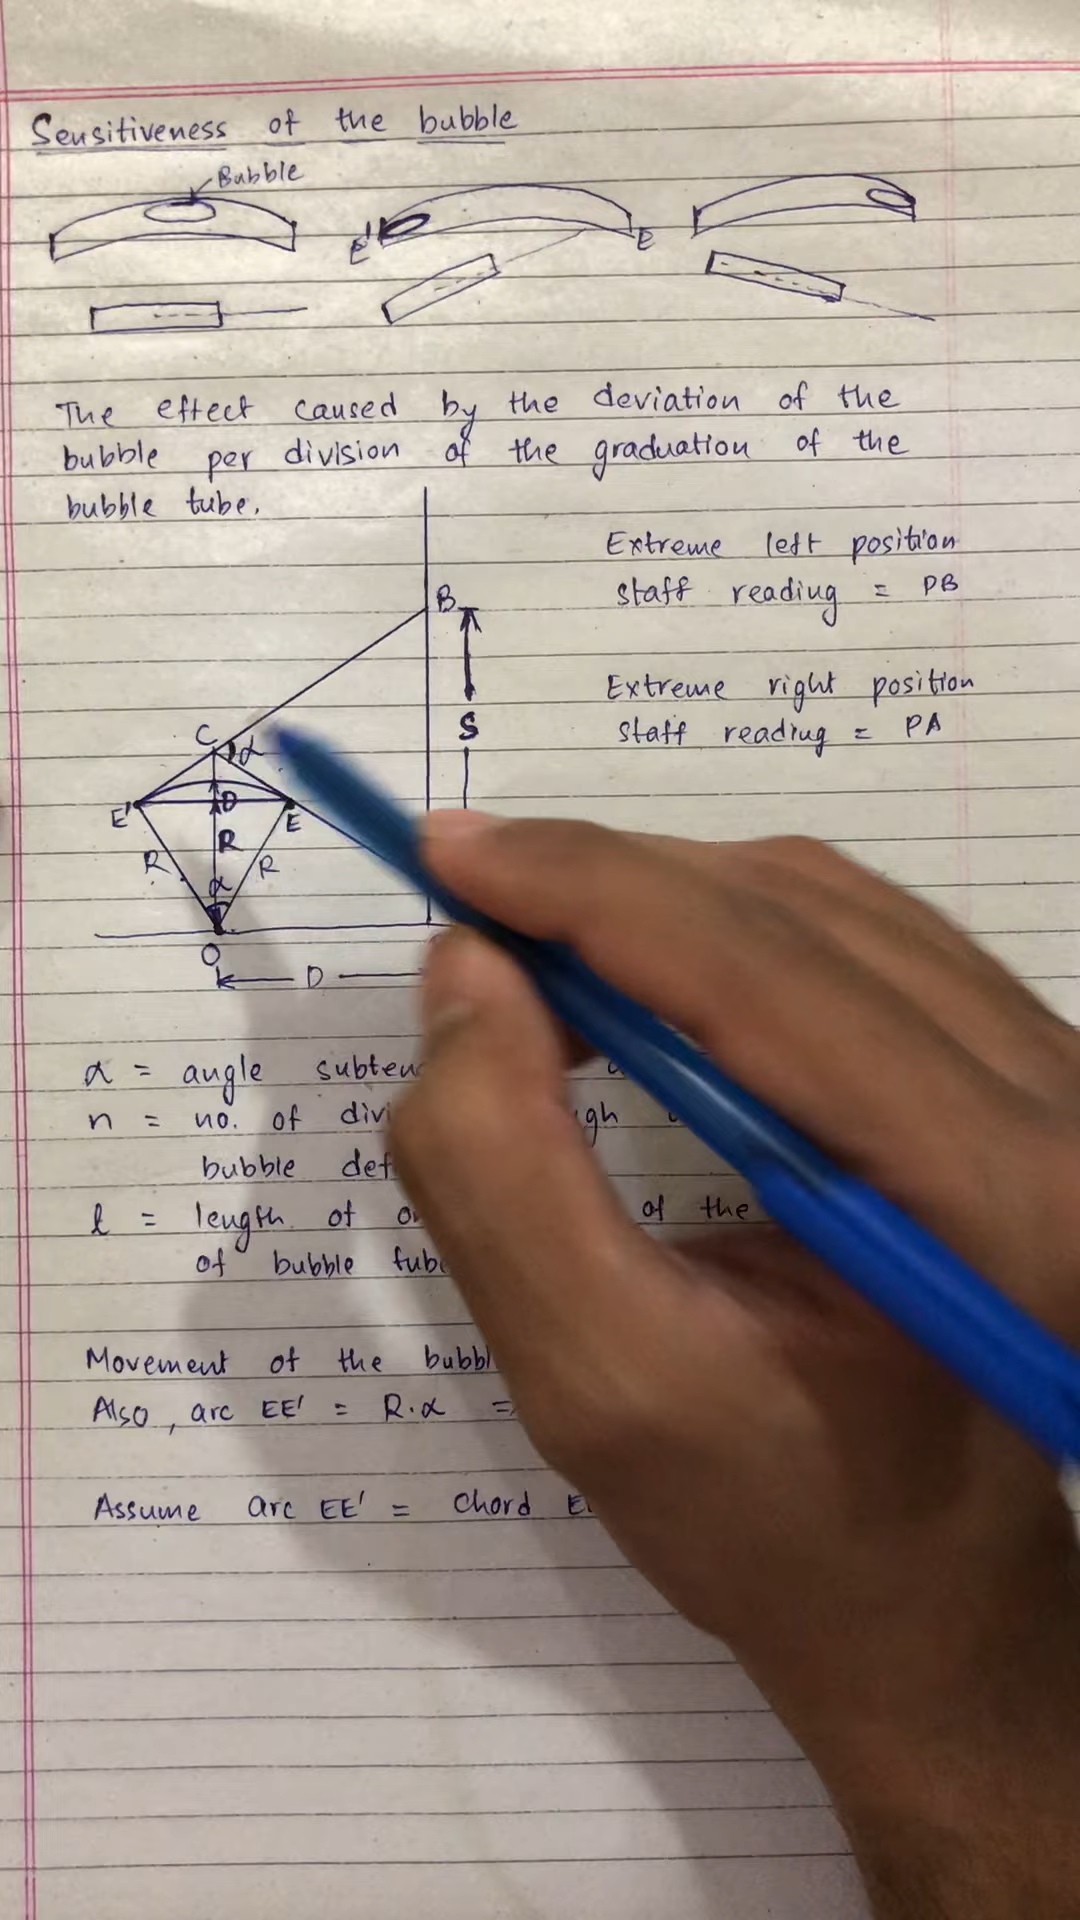 Sensitiveness of the bubble
Bubble
E' E
The effect caused by the deviation of the
bubble per division of the graduation of the
bubble tube.
Extreme left position
staff reading = PB
Extreme right position
staff reading = PA
B
S
C α
E' D E
R R R
α
O
D
α = angle
n = no. of
bubble
l = length of of the
of bubble
Movement of the
Also, arc EE' = R.α
Assume arc EE' = chord